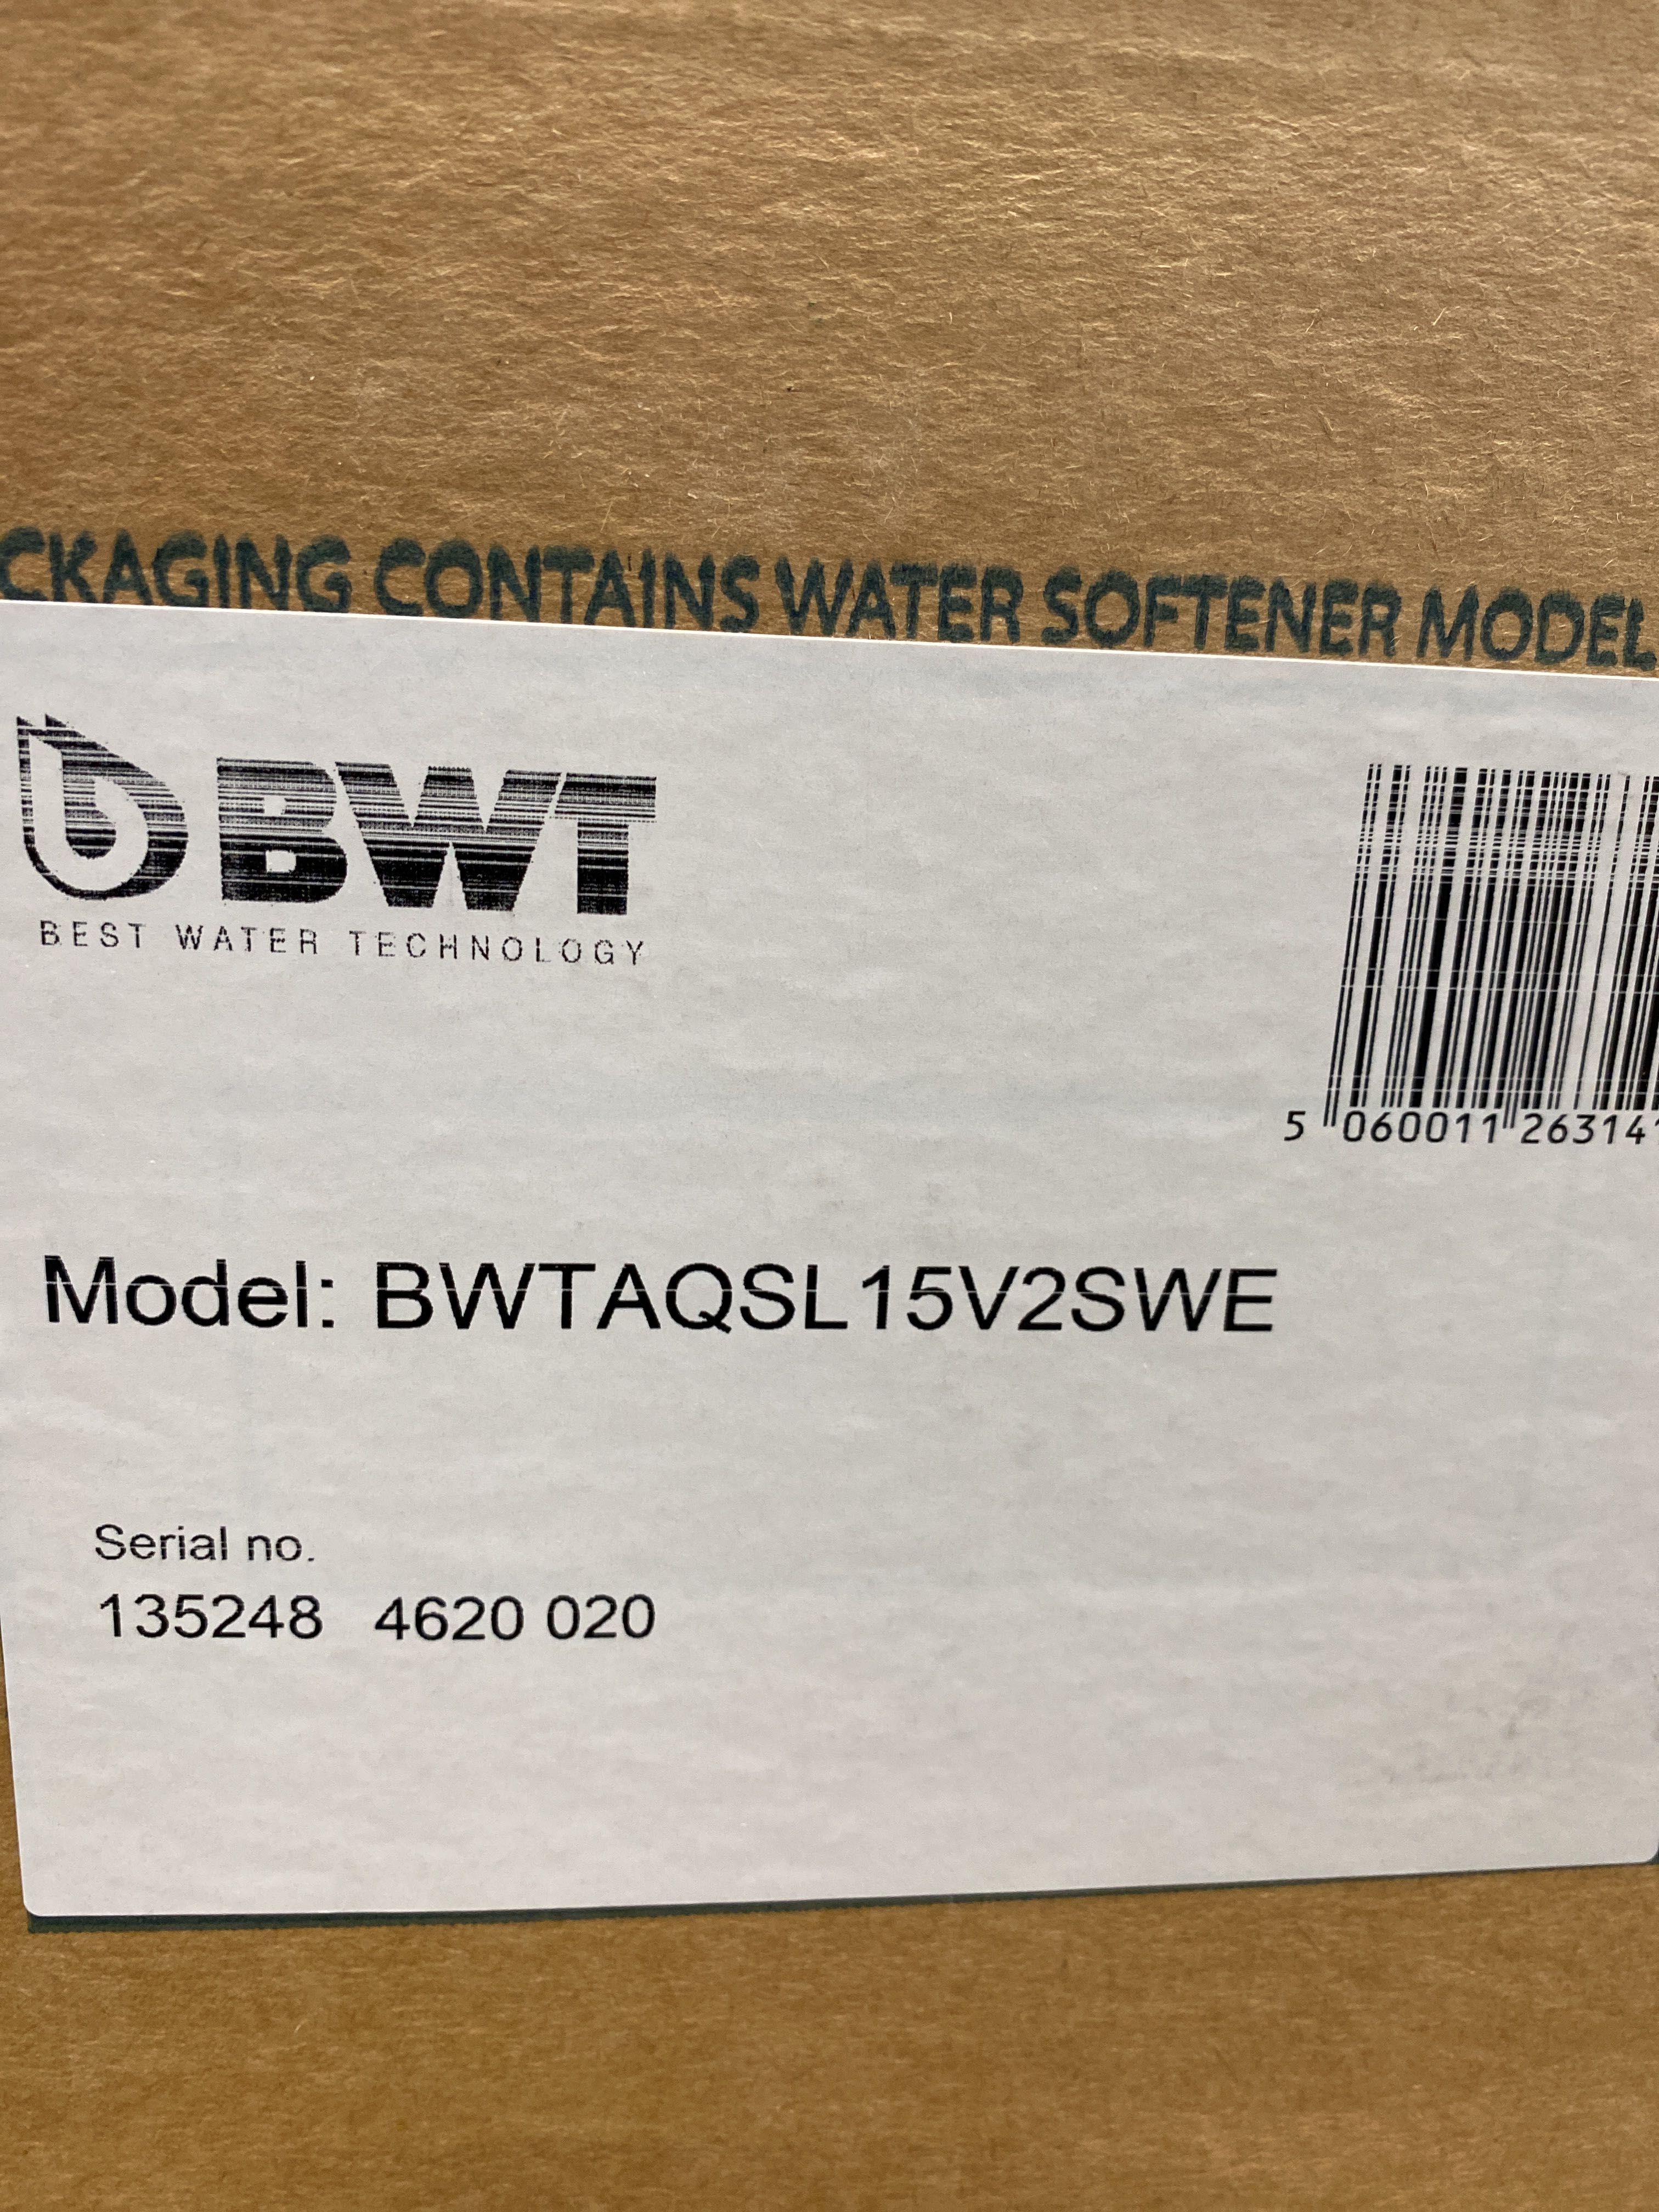 CKAGING CONTAINS WATER SOFTENER MODEL
BWT
BEST WATER TECHNOLOGY
5 060011 26314
Model: BWTAQSL15V2SWE
Serial no.
135248 4620 020